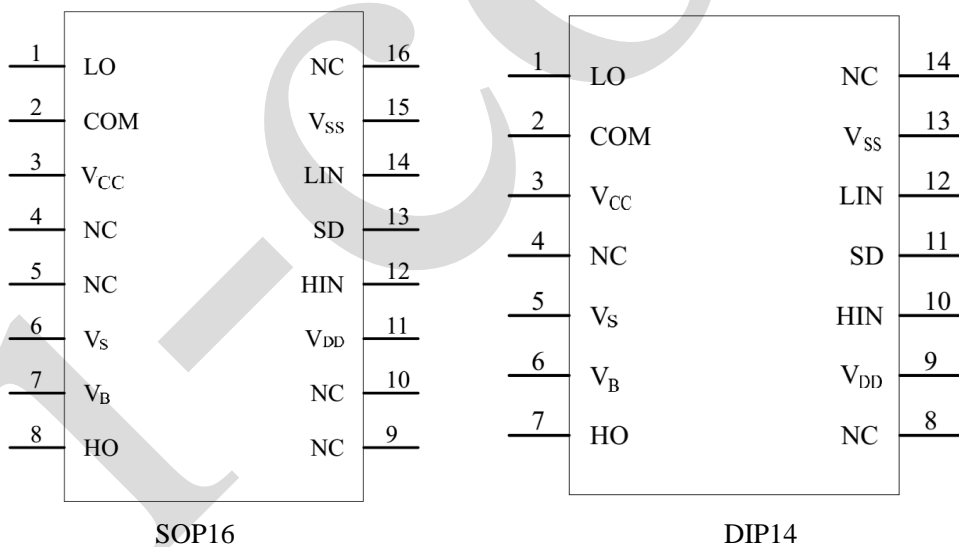 1 LO NC 16
2 COM VSS 15
3 VCC LIN 14
4 NC SD 13
5 NC HIN 12
6 VS VDD 11
7 VB NC 10
8 HO NC 9
SOP16
1 LO NC 14
2 COM VSS 13
3 VCC LIN 12
4 NC SD 11
5 VS HIN 10
6 VB VDD 9
7 HO NC 8
DIP14